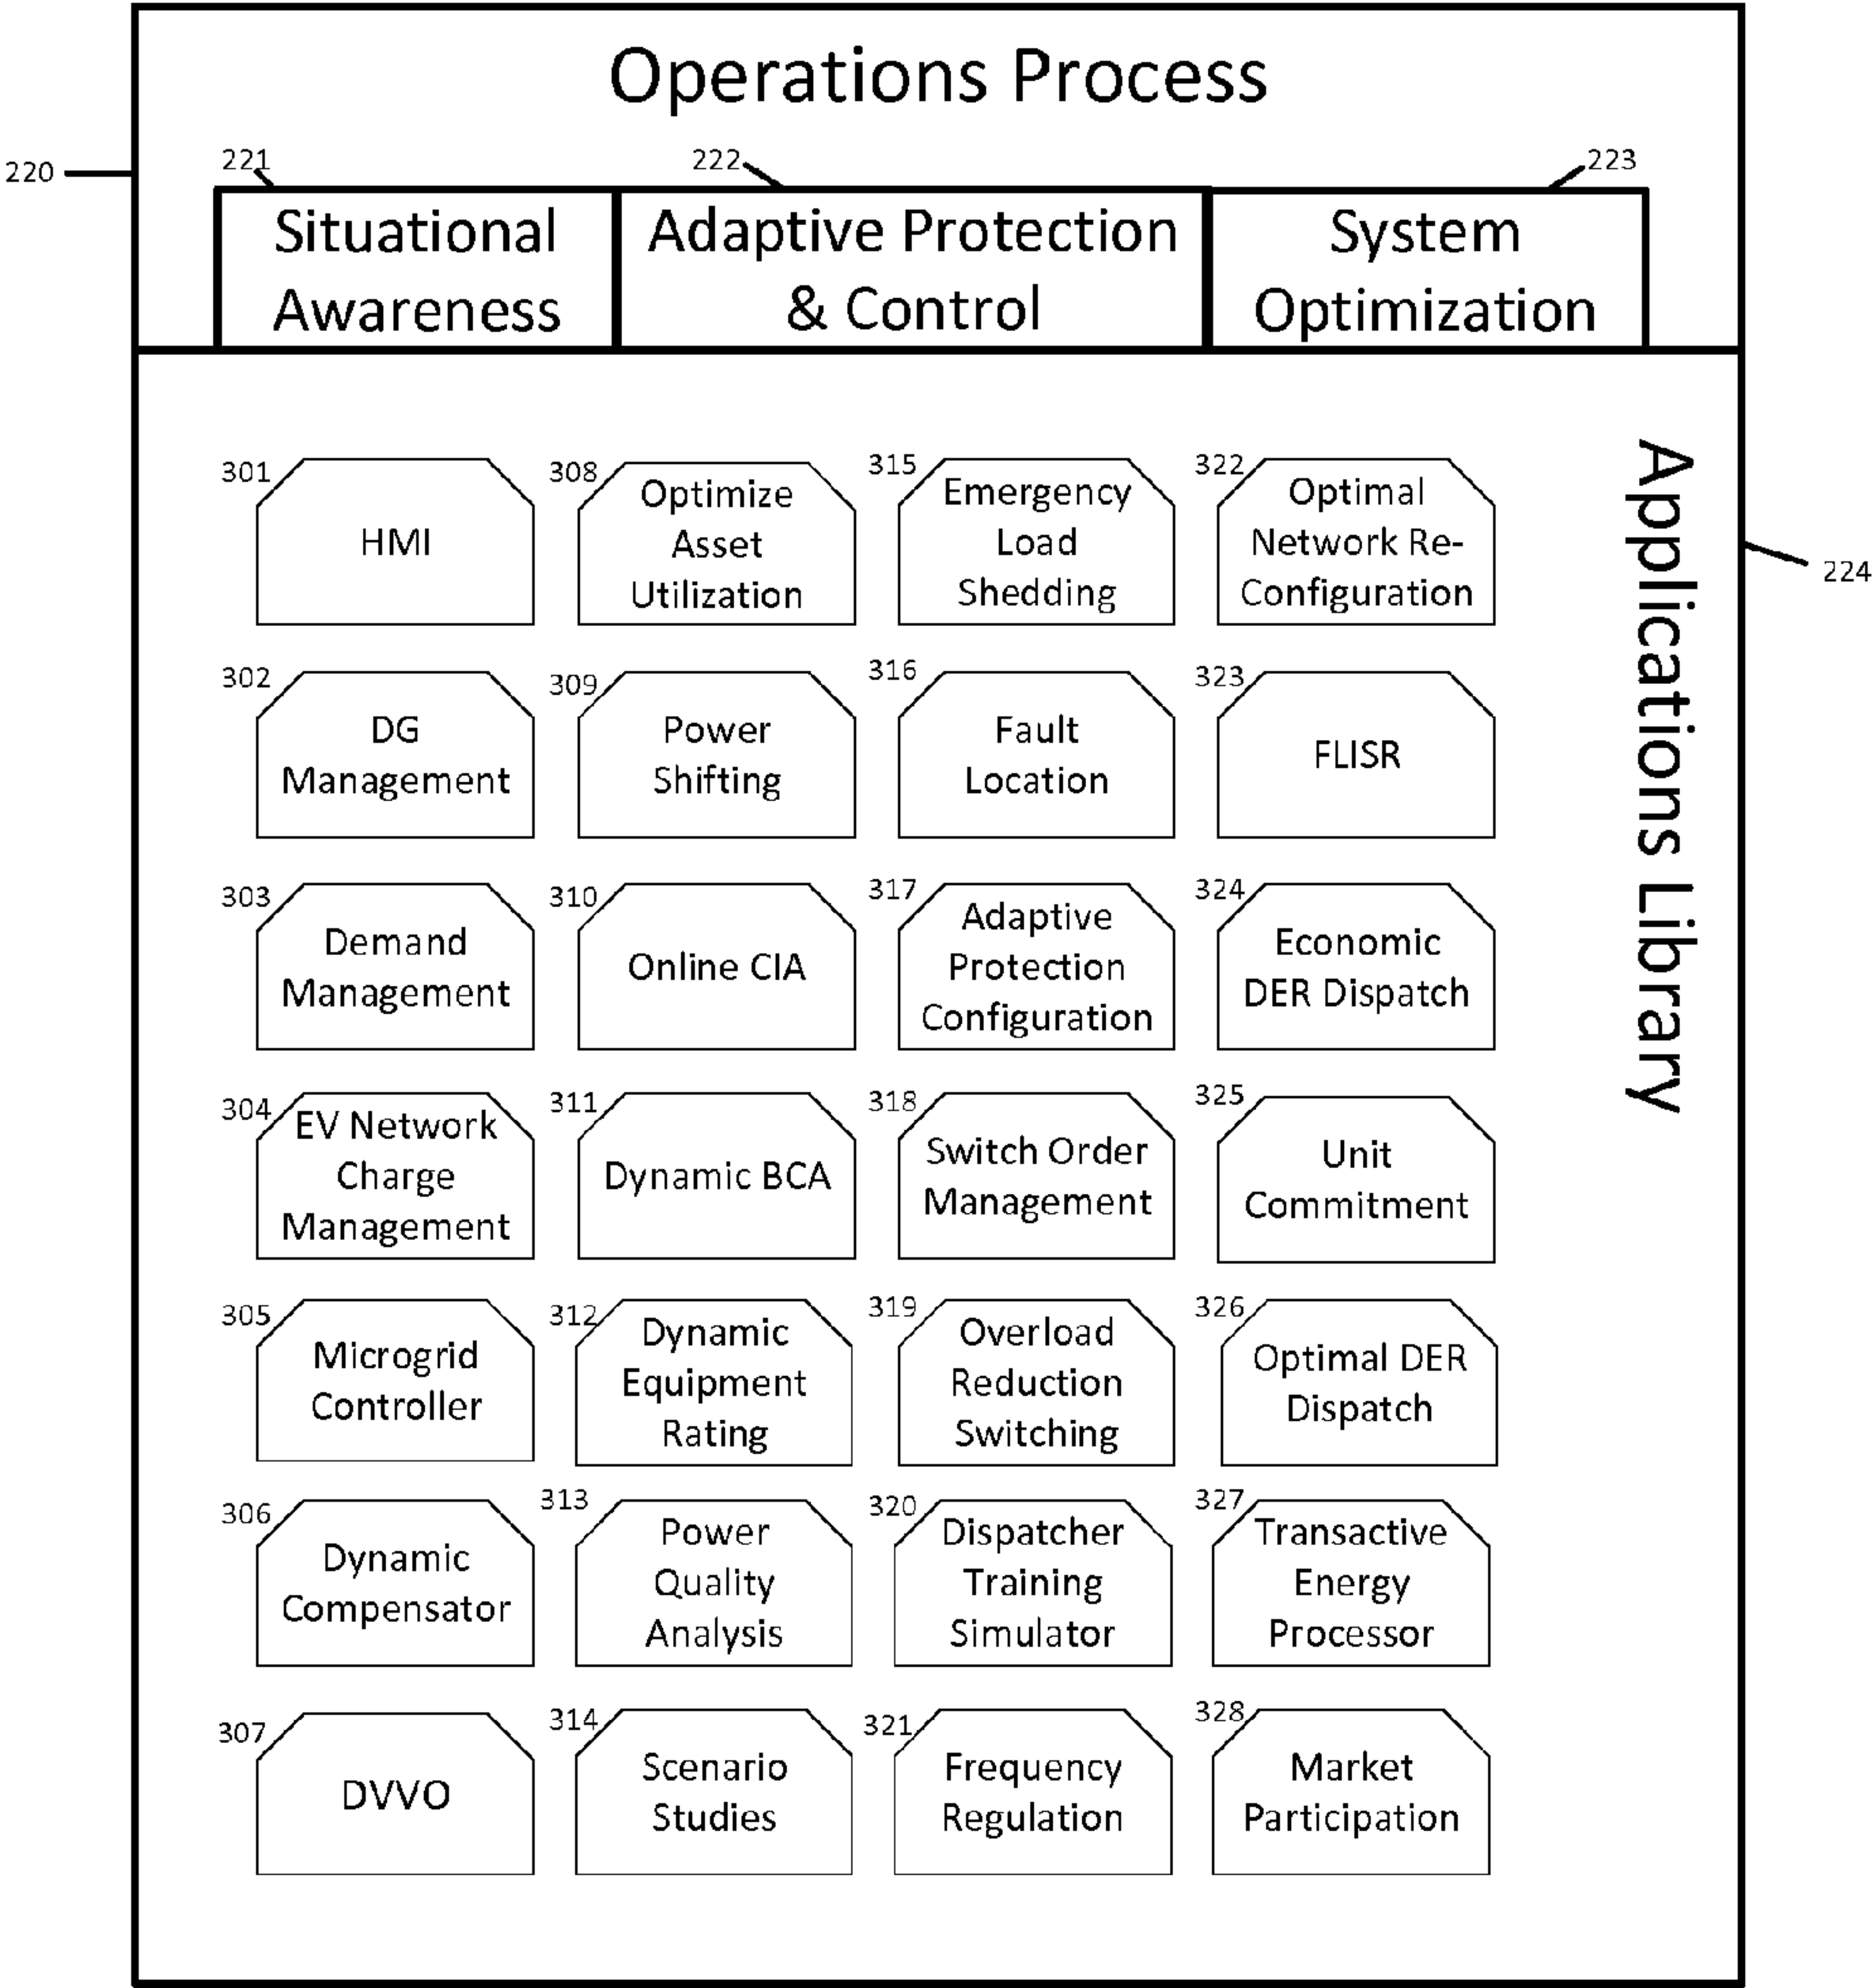 Operations Process
220
221
222
223
Situational
Awareness
Adaptive Protection
& Control
System
Optimization
Applications Library
224
301
HMI
308
Optimize
Asset
Utilization
315
Emergency
Load
Shedding
322
Optimal
Network Re-
Configuration
302
DG
Management
309
Power
Shifting
316
Fault
Location
323
FLISR
303
Demand
Management
310
Online CIA
317
Adaptive
Protection
Configuration
324
Economic
DER Dispatch
304
EV Network
Charge
Management
311
Dynamic BCA
318
Switch Order
Management
325
Unit
Commitment
305
Microgrid
Controller
312
Dynamic
Equipment
Rating
319
Overload
Reduction
Switching
326
Optimal DER
Dispatch
306
Dynamic
Compensator
313
Power
Quality
Analysis
320
Dispatcher
Training
Simulator
327
Transactive
Energy
Processor
307
DVVO
314
Scenario
Studies
321
Frequency
Regulation
328
Market
Participation